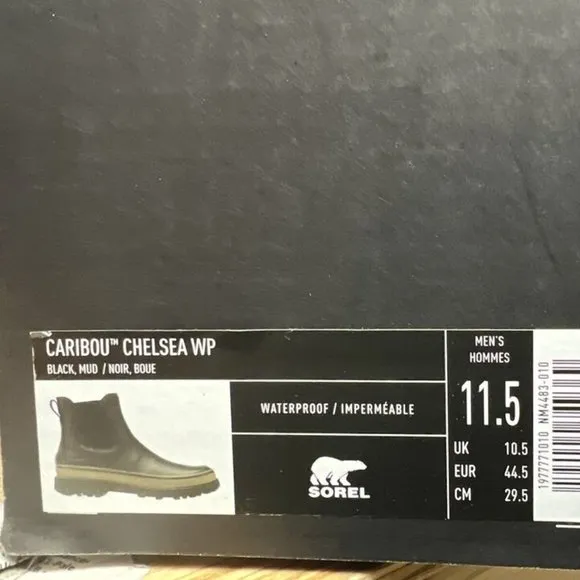 CARIBOU™ CHELSEA WP
BLACK, MUD / NOIR, BOUE
WATERPROOF / IMPERMÉABLE
SOREL
MEN'S
HOMMES
11.5
UK 10.5
EUR 44.5
CM 29.5
1977771010 NM4483-010